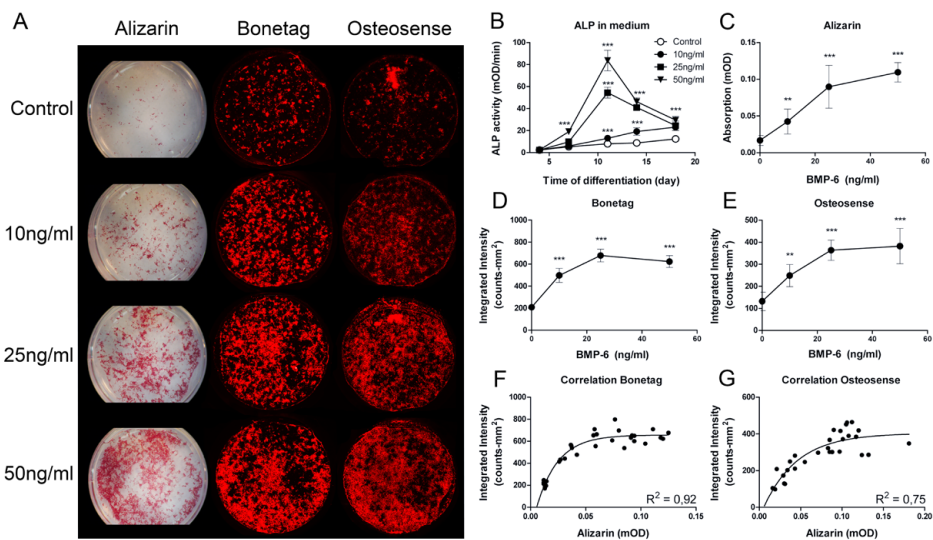 A
Alizarin Bonetag Osteosense
Control
10ng/ml
25ng/ml
50ng/ml
B
ALP in medium
ALP activity (mOD/min)
100
80
60
40
20
0
5 10 15 20
Time of differentiation (day)
Control
10ng/ml
25ng/ml
50ng/ml
*** *** *** *** *** *** ***
C
Alizarin
Absorption (mOD)
0.15
0.10
0.05
0.00
0 20 40 60
BMP-6 (ng/ml)
** *** ***
D
Bonetag
Integrated Intensity
(counts-mm²)
1000
800
600
400
200
0
0 20 40 60
BMP-6 (ng/ml)
*** *** ***
E
Osteosense
Integrated Intensity
(counts-mm²)
500
400
300
200
100
0
0 20 40 60
BMP-6 (ng/ml)
** *** ***
F
Correlation Bonetag
Integrated Intensity
(counts-mm²)
1000
800
600
400
200
0
0.00 0.05 0.10 0.15
Alizarin (mOD)
R² = 0,92
G
Correlation Osteosense
Integrated Intensity
(counts-mm²)
600
400
200
0
0.00 0.05 0.10 0.15 0.20
Alizarin (mOD)
R² = 0,75